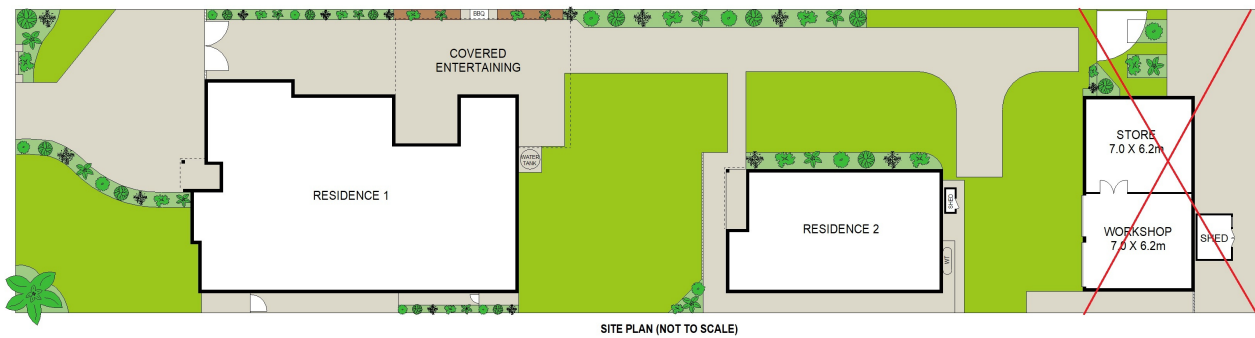 BBQ
COVERED
ENTERTAINING
STORE
7.0 X 6.2m
WATER
TANK
RESIDENCE 1
SHED
RESIDENCE 2
WORKSHOP
7.0 X 6.2m
SHED
WT
SITE PLAN (NOT TO SCALE)